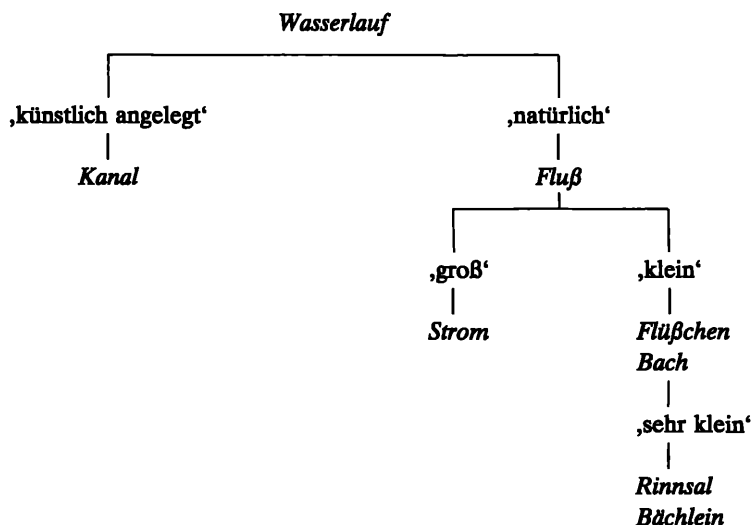 Wasserlauf
‚künstlich angelegt‘ ‚natürlich‘
Kanal Fluß
‚groß‘ ‚klein‘
Strom Flüßchen
Bach
‚sehr klein‘
Rinnsal
Bächlein